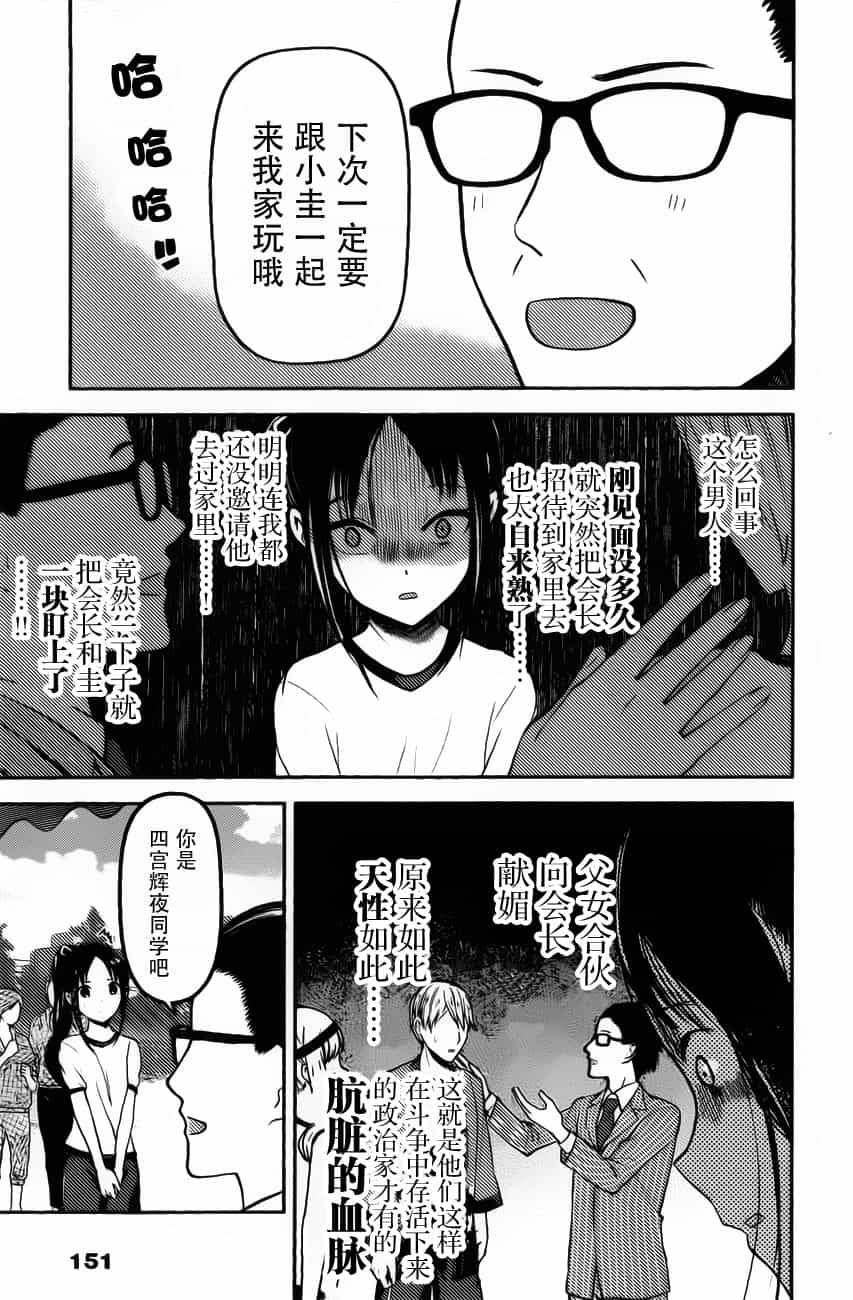 下次一定要
跟小圭一起
来我家玩哦
哈
哈
哈
!!
怎么回事
这个男人……
刚见面没多久
就突然把会长
招待到家里去
也太自来熟了……
明明连我都
还没邀请他
去过家里……!
竟然一下子就
把会长和圭
一块盯上了
……!!
父女合伙
向会长
献媚
原来如此
天性如此……
这就是他们这样
在斗争中存活下来
的政治家才有的
肮脏的血脉
你是
四宫辉夜同学吧
151